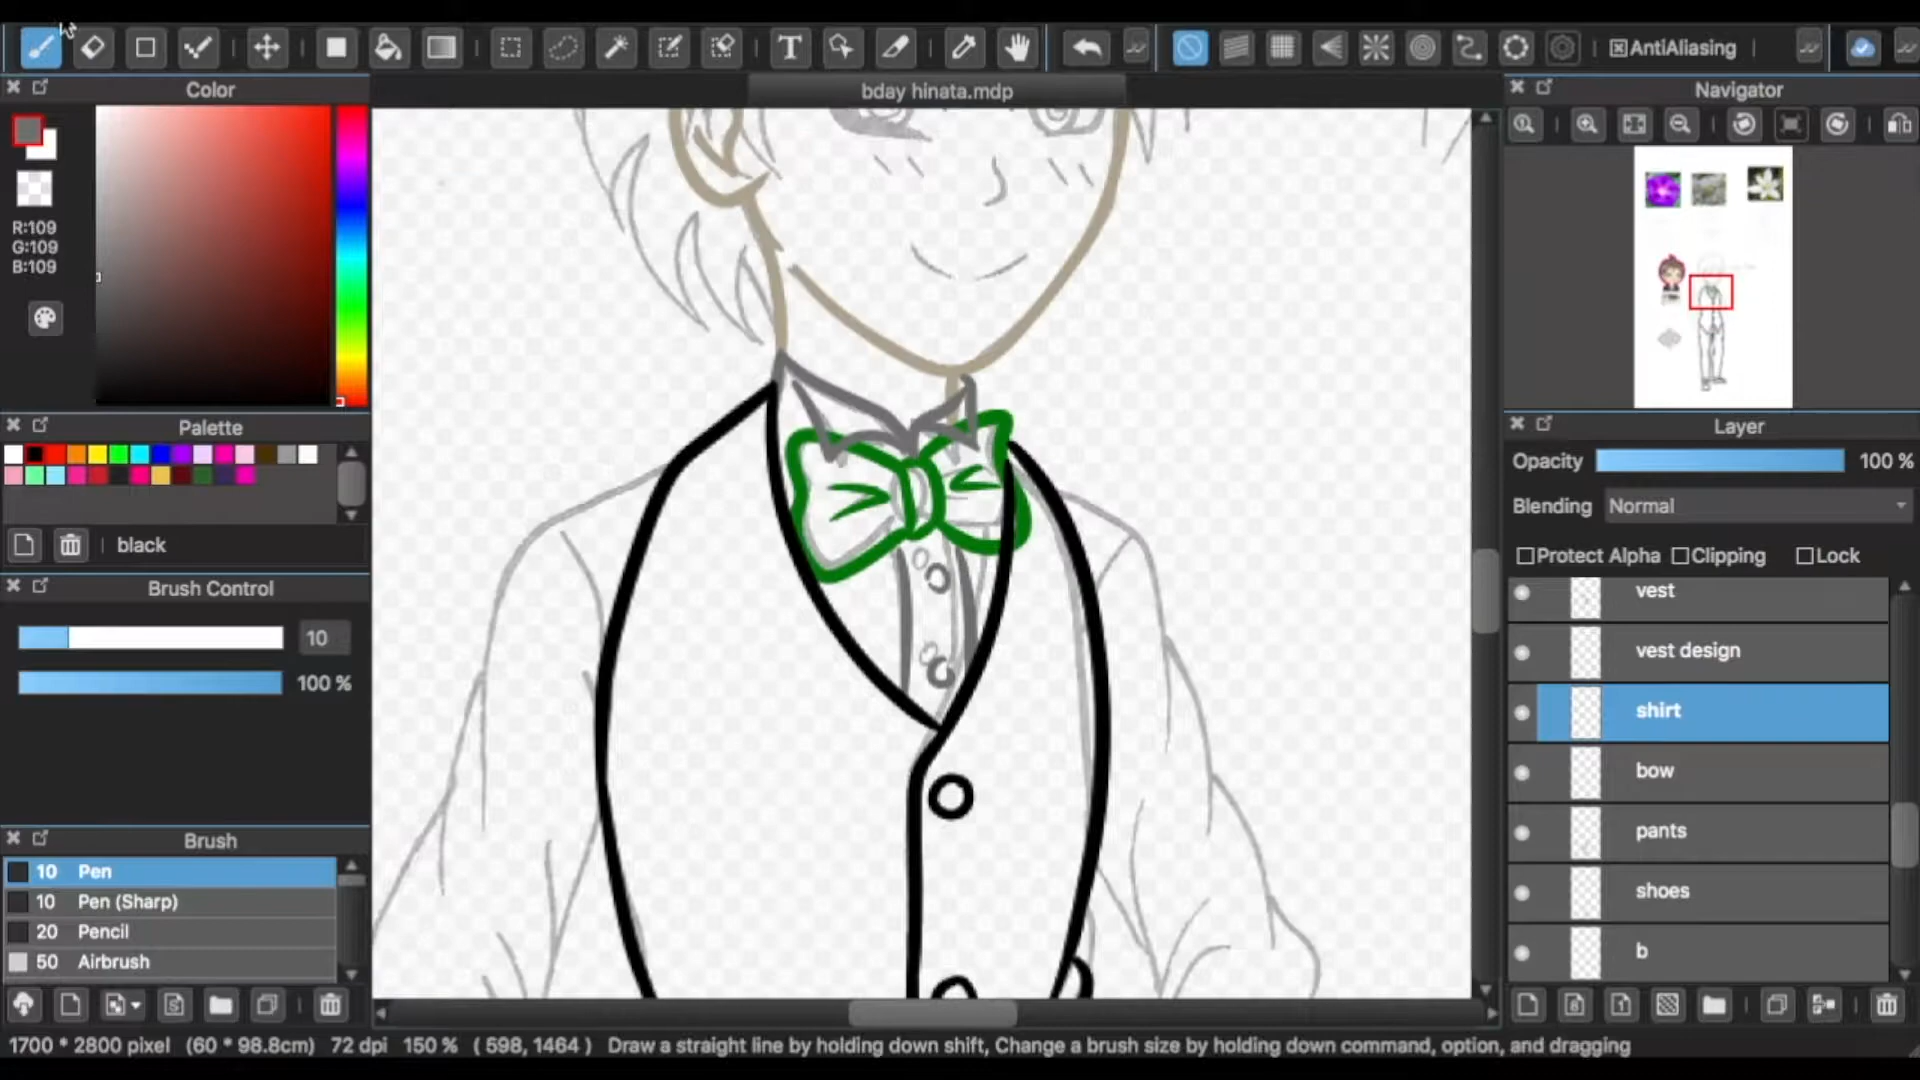 T
AntiAliasing
Color
bday hinata.mdp
Navigator
R:109
G:109
B:109
Palette
black
Brush Control
10
100 %
Brush
10 Pen
10 Pen (Sharp)
20 Pencil
50 Airbrush
Layer
Opacity 100 %
Blending Normal
Protect Alpha Clipping Lock
vest
vest design
shirt
bow
pants
shoes
b
1700 * 2800 pixel (60 * 98.8cm) 72 dpi 150 % ( 598, 1464 ) Draw a straight line by holding down shift, Change a brush size by holding down command, option, and dragging